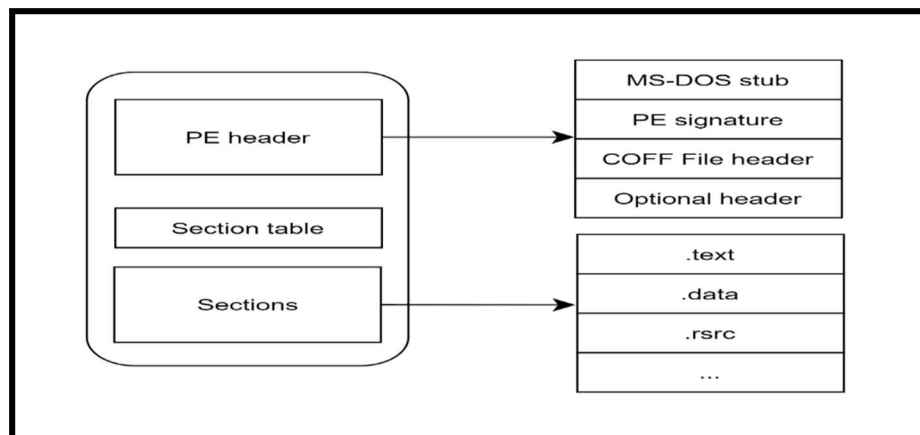 PE header
Section table
Sections
MS-DOS stub
PE signature
COFF File header
Optional header
.text
.data
.rsrc
...